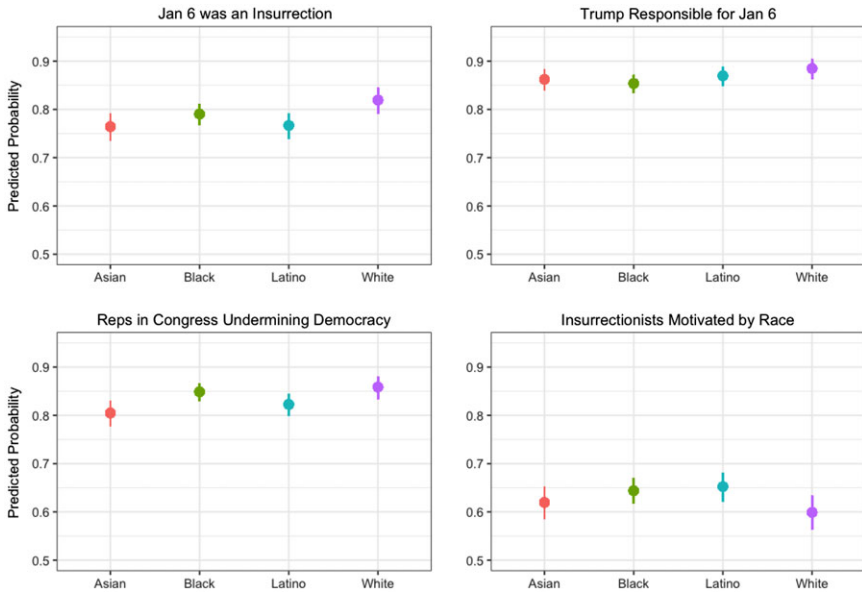 Jan 6 was an Insurrection
Trump Responsible for Jan 6
Predicted Probability
0.9
0.8
0.7
0.6
0.5
Asian Black Latino White
0.9
0.8
0.7
0.6
0.5
Asian Black Latino White
Reps in Congress Undermining Democracy
Insurrectionists Motivated by Race
Predicted Probability
0.9
0.8
0.7
0.6
0.5
Asian Black Latino White
0.9
0.8
0.7
0.6
0.5
Asian Black Latino White